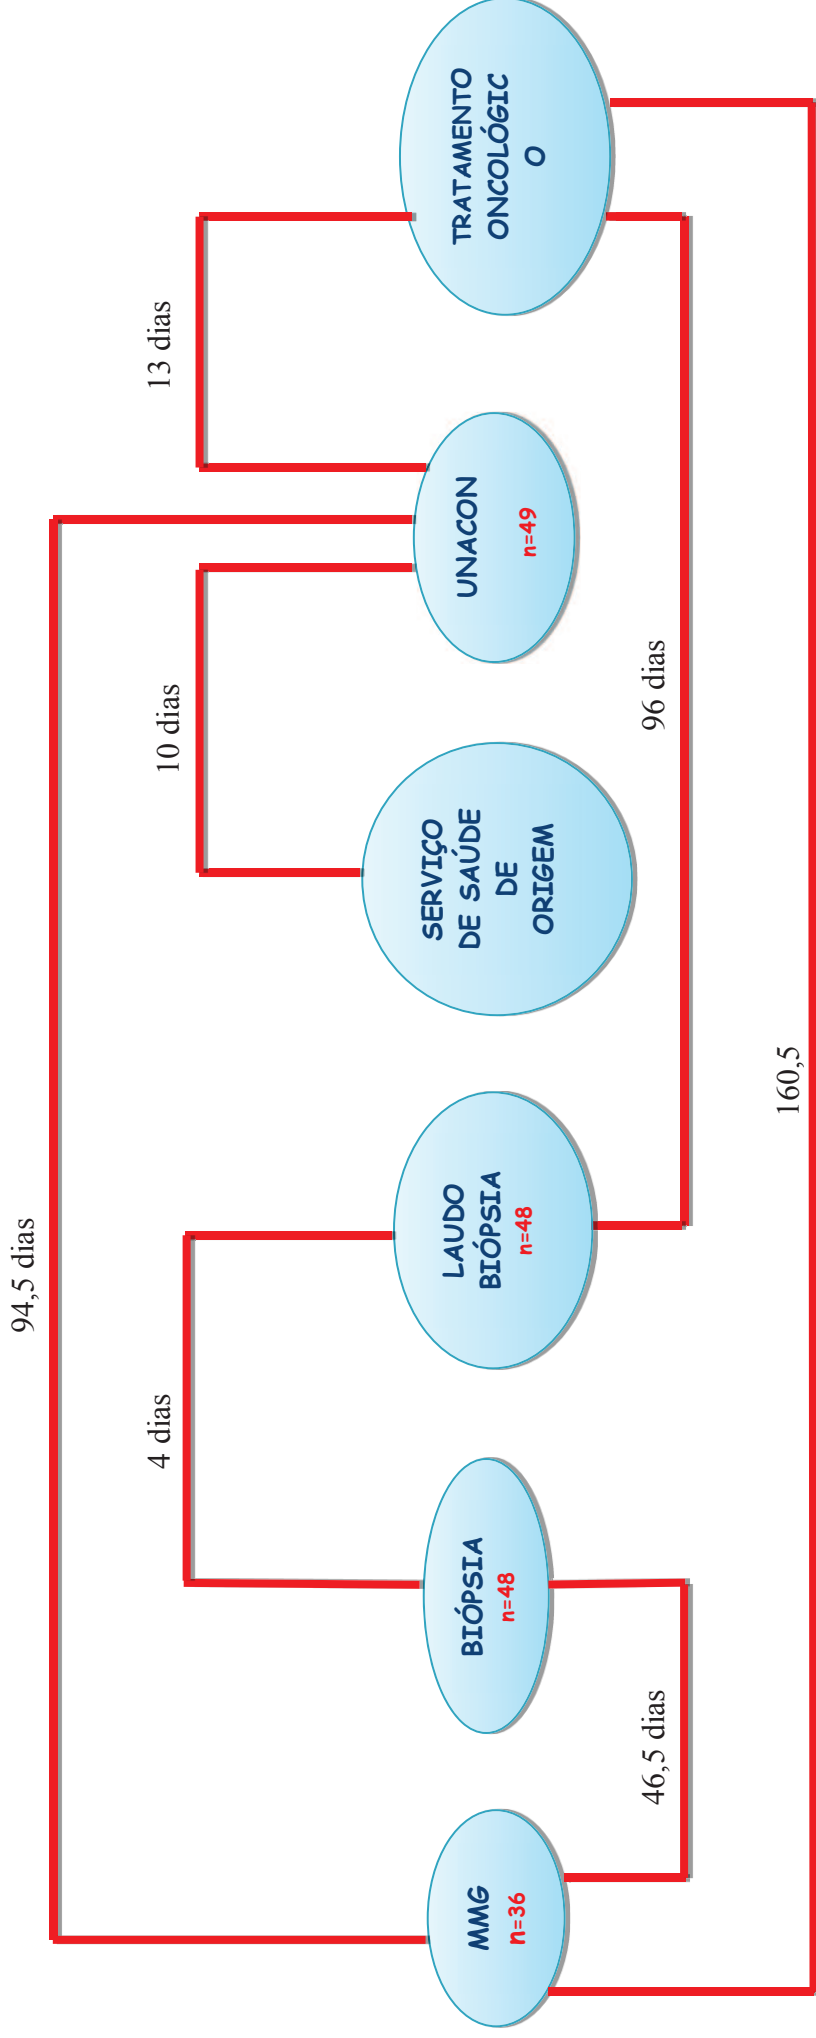 94,5 dias
4 dias
10 dias
13 dias
MMG
n=36
BIÓPSIA
n=48
LAUDO
BIÓPSIA
n=48
SERVIÇO
DE SAÚDE
DE
ORIGEM
UNACON
n=49
TRATAMENTO
ONCOLÓGIC
O
46,5 dias
96 dias
160,5